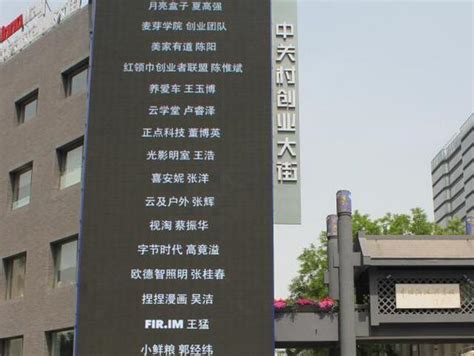 月亮盒子 夏高强
麦芽学院 创业团队
美家有道 陈阳
红领巾创业者联盟 陈惟斌
养爱车 王玉博
云学堂 卢睿泽
正点科技 董博英
光影明室 王浩
喜安妮 张洋
云及户外 张辉
视淘 蔡振华
字节时代 高竟溢
欧德智照明 张桂春
捏捏漫画 吴洁
FIR.IM 王猛
小鲜粮 郭经纬
中关村创业大街